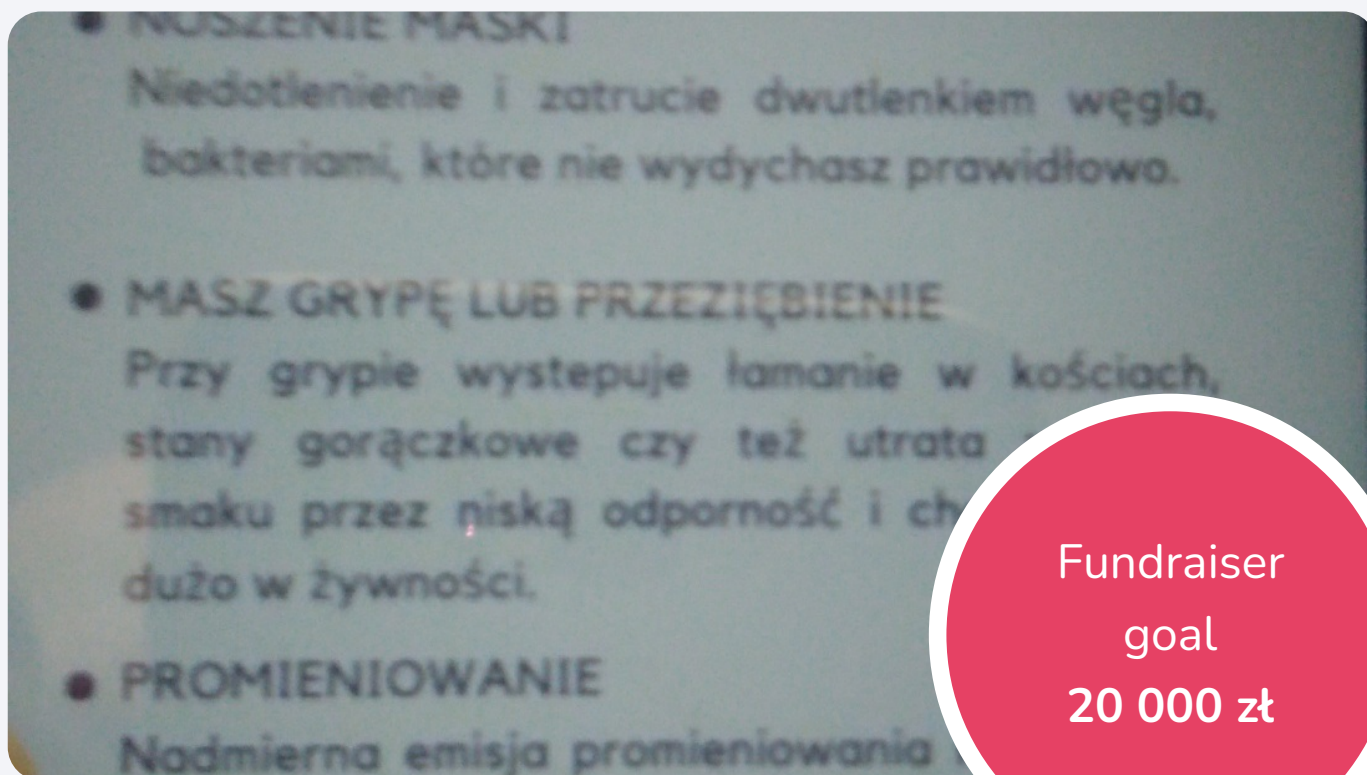 NOSZENIE MASKI
Niedotlenienie i zatrucie dwutlenkiem węgla,
bakteriami, które nie wydychasz prawidłowo.
MASZ GRYPĘ LUB PRZEZIĘBIENIE
Przy grypie wystepuje łamanie w kościach,
stany gorączkowe czy też utrata
smaku przez niską odporność i
dużo w żywności.
PROMIENIOWANIE
Nadmierna emisja promieniowania
Fundraiser
goal
20 000 zł